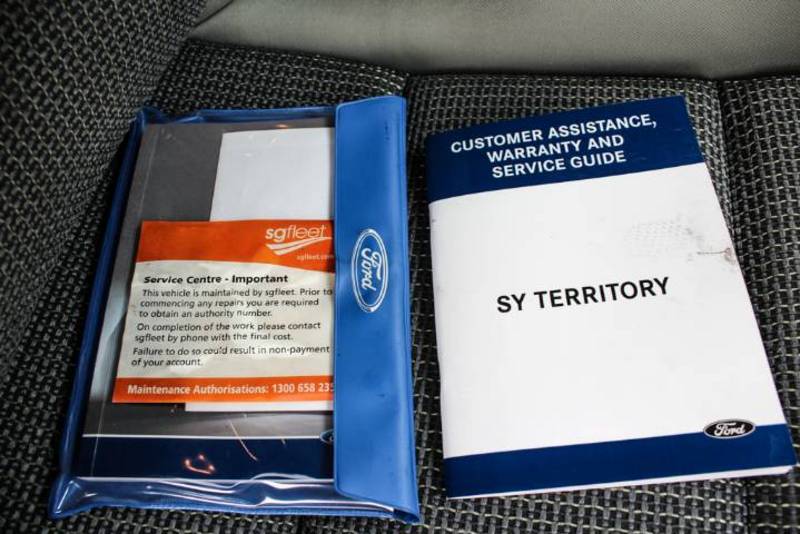 sgfleet
sgfleet.com
Service Centre - Important
This vehicle is maintained by sgfleet. Prior to
commencing any repairs you are required
to obtain an authority number.
On completion of the work please contact
sgfleet by phone with the final cost.
Failure to do so could result in non-payment
of your account.
Maintenance Authorisations: 1300 658 235
Ford
CUSTOMER ASSISTANCE,
WARRANTY AND
SERVICE GUIDE
SY TERRITORY
Ford